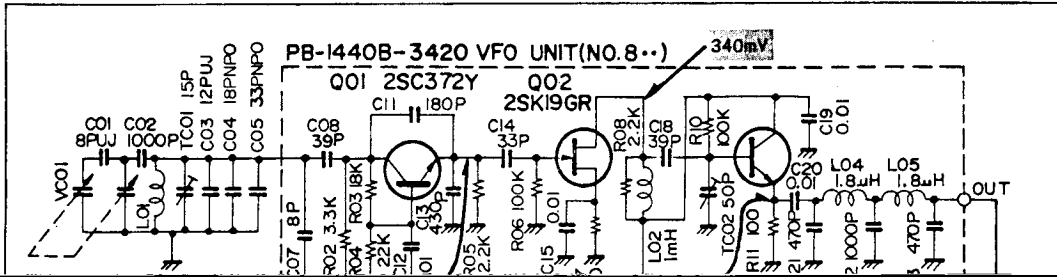 PB-1440B-3420 VFO UNIT(NO.8··)
340mV
Q01 2SC372Y
Q02
2SK19GR
C01
8PUJ
C02
1000P
TC01 15P
C03 12PUJ
C04 18PNPO
C05 33PNPO
VC01
L01
C07 8P
C08
39P
R02 3.3K
R03 18K
R04 22K
C11 180P
C12
01
C13
430P
R05
2.2K
C14
33P
R06 100K
C15 0.01
R08
2.2K
C18
39P
L02
1mH
R10
100K
TC02 50P
R11 100
C19
0.01
C20
0.01
21 470P
L04
1.8μH
2 1000P
L05
1.8μH
3 470P
OUT